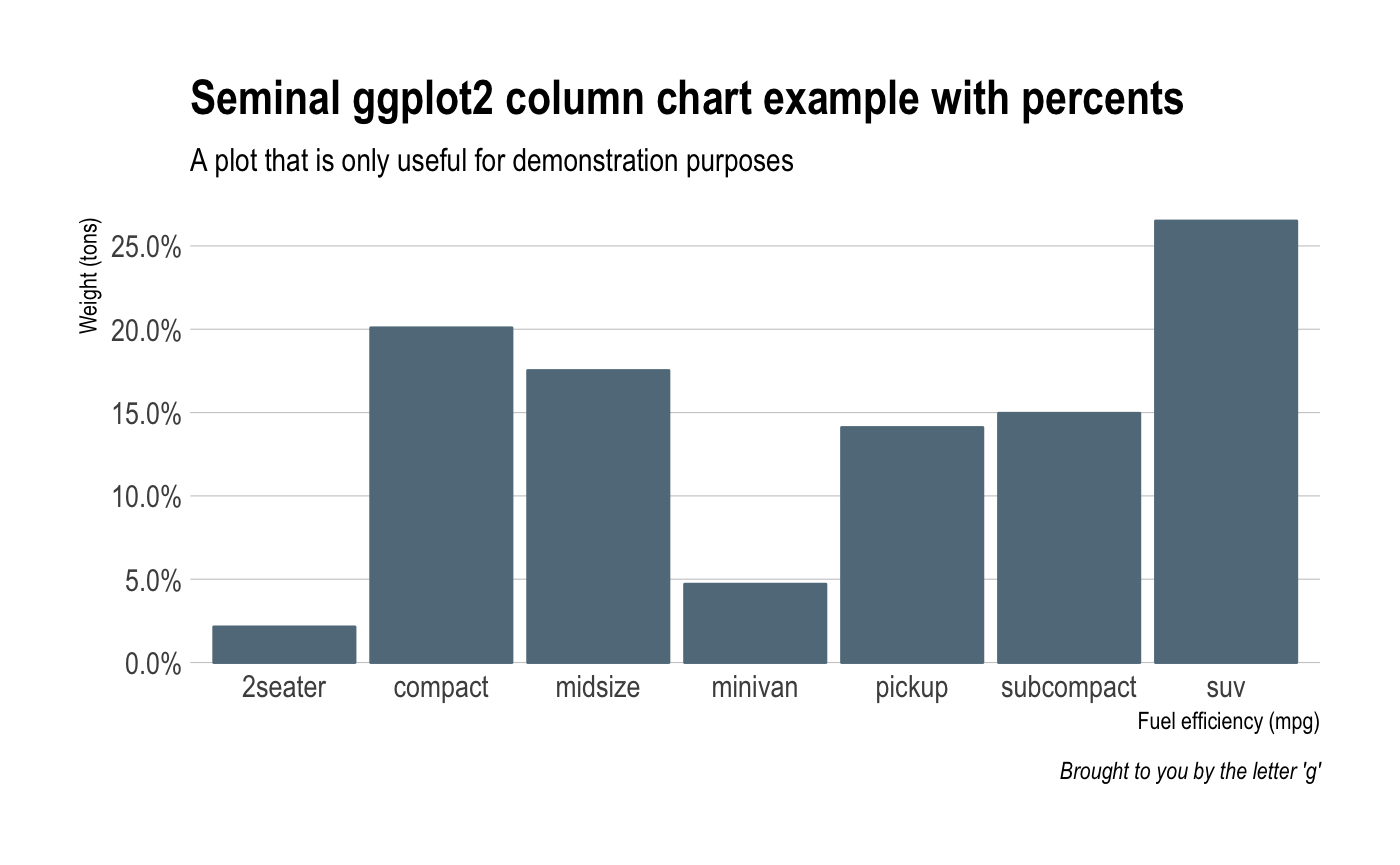 Seminal ggplot2 column chart example with percents
A plot that is only useful for demonstration purposes
Weight (tons)
25.0%
20.0%
15.0%
10.0%
5.0%
0.0%
2seater compact midsize minivan pickup subcompact suv
Fuel efficiency (mpg)
Brought to you by the letter 'g'